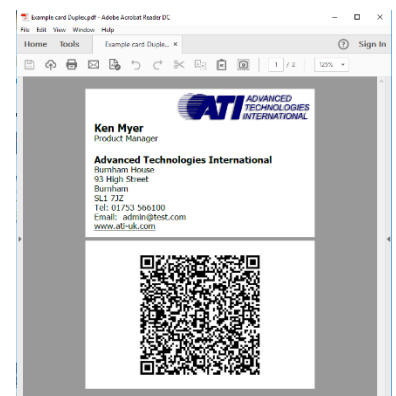 Example card Duplex.pdf - Adobe Acrobat Reader DC
File Edit View Window Help
Home Tools Example card Duple... × Sign In
1 / 2 125%
ATI ADVANCED
TECHNOLOGIES
INTERNATIONAL
Ken Myer
Product Manager
Advanced Technologies International
Burnham House
93 High Street
Burnham
SL1 7JZ
Tel: 01753 566100
Email: admin@test.com
www.ati-uk.com